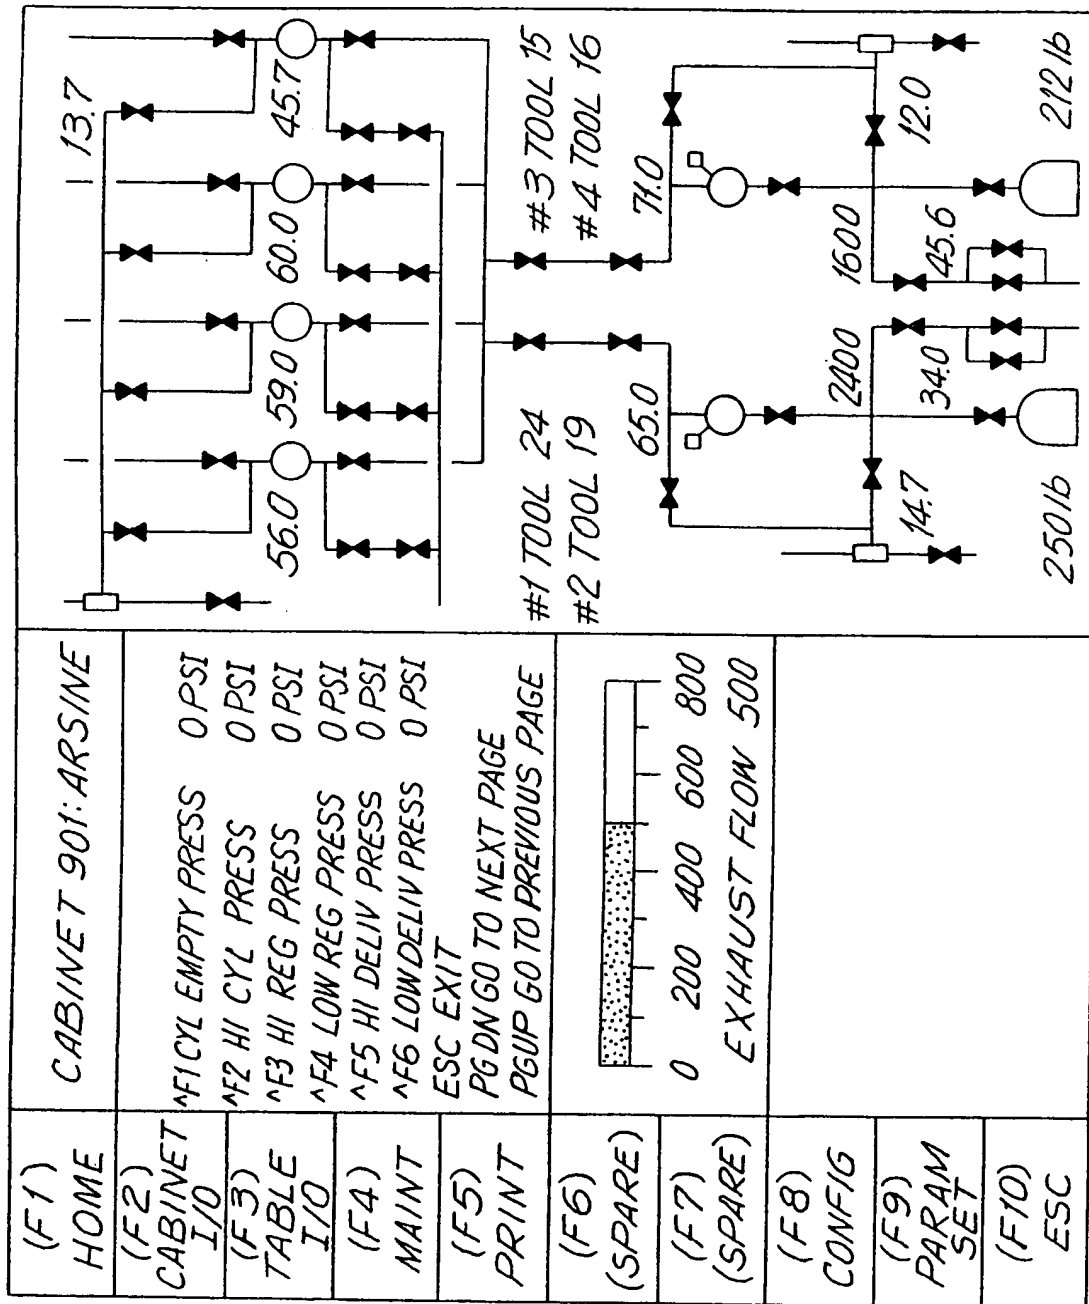 (F1)
HOME
(F2)
CABINET
I/O
(F3)
TABLE
I/O
(F4)
MAINT
(F5)
PRINT
(F6)
(SPARE)
(F7)
(SPARE)
(F8)
CONFIG
(F9)
PARAM
SET
(F10)
ESC
CABINET 901: ARSINE
^F1 CYL EMPTY PRESS 0 PSI
^F2 HI CYL PRESS 0 PSI
^F3 HI REG PRESS 0 PSI
^F4 LOW REG PRESS 0 PSI
^F5 HI DELIV PRESS 0 PSI
^F6 LOW DELIV PRESS 0 PSI
ESC EXIT
PGDN GO TO NEXT PAGE
PGUP GO TO PREVIOUS PAGE
0 200 400 600 800
EXHAUST FLOW 500
13.7
56.0 59.0 60.0 45.7
#1 TOOL 24
#2 TOOL 19
#3 TOOL 15
#4 TOOL 16
65.0 71.0
2400 1600
14.7 34.0 45.6 12.0
250 lb 212 lb